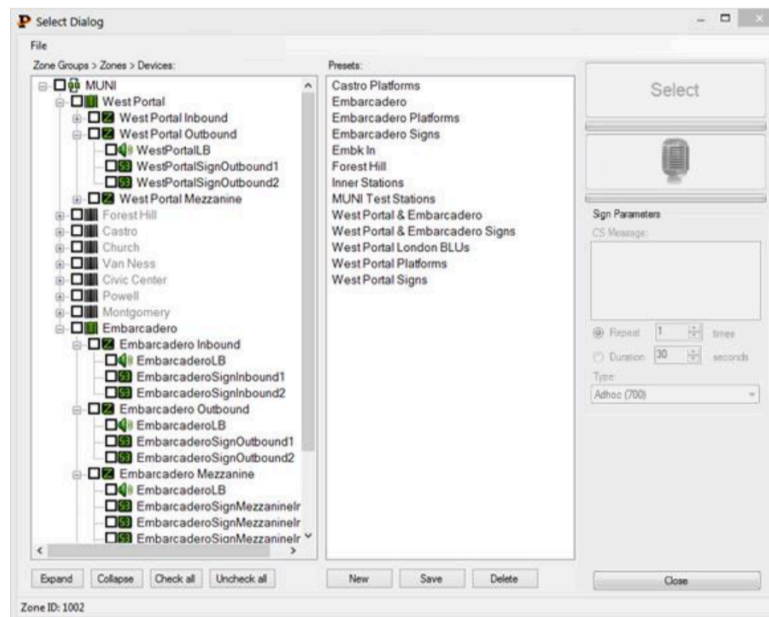 Select Dialog
File
Zone Groups > Zones > Devices:
MUNI
West Portal
West Portal Inbound
West Portal Outbound
WestPortalLB
WestPortalSignOutbound1
WestPortalSignOutbound2
West Portal Mezzanine
Forest Hill
Castro
Church
Van Ness
Civic Center
Powell
Montgomery
Embarcadero
Embarcadero Inbound
EmbarcaderoLB
EmbarcaderoSignInbound1
EmbarcaderoSignInbound2
Embarcadero Outbound
EmbarcaderoLB
EmbarcaderoSignOutbound1
EmbarcaderoSignOutbound2
Embarcadero Mezzanine
EmbarcaderoLB
EmbarcaderoSignMezzanineIr
EmbarcaderoSignMezzanineIr
EmbarcaderoSignMezzanineIr
Expand Collapse Check all Uncheck all
Presets:
Castro Platforms
Embarcadero
Embarcadero Platforms
Embarcadero Signs
Embk In
Forest Hill
Inner Stations
MUNI Test Stations
West Portal & Embarcadero
West Portal & Embarcadero Signs
West Portal London BLUs
West Portal Platforms
West Portal Signs
New Save Delete
Select
Sign Parameters
CS Message:
Repeat 1 times
Duration 30 seconds
Type:
Adhoc (700)
Close
Zone ID: 1002